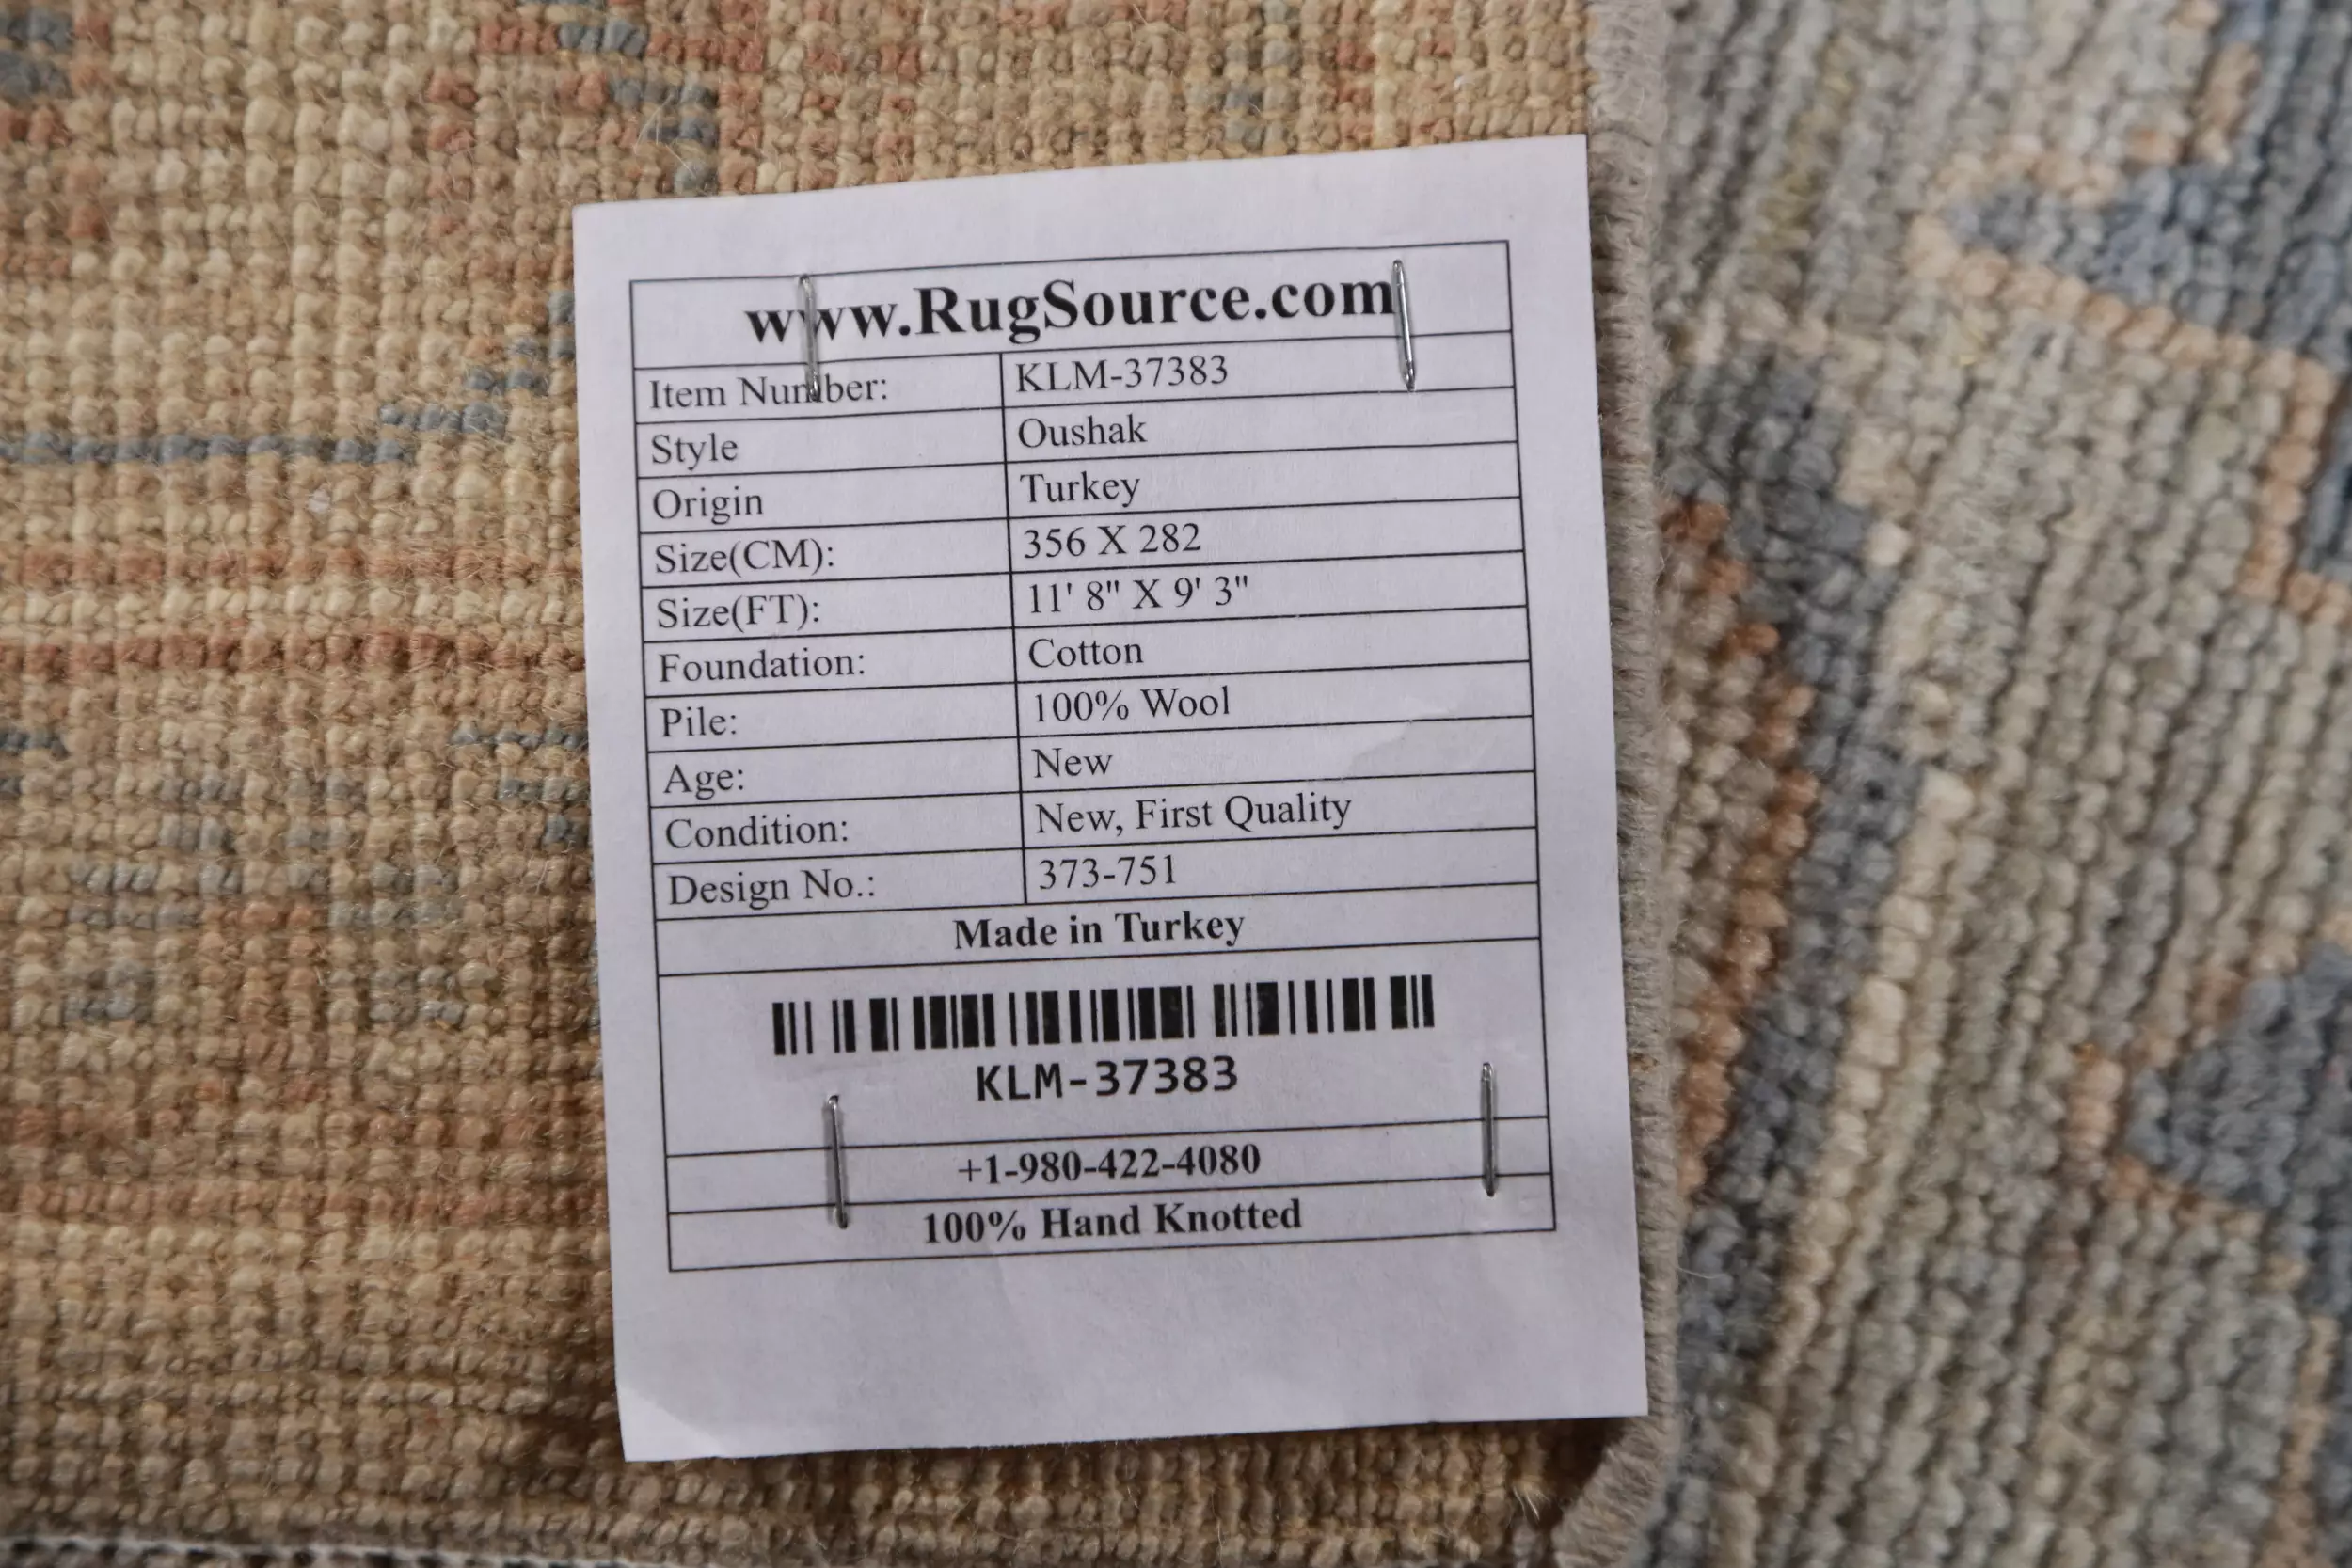 www.RugSource.com
Item Number: KLM-37383
Style Oushak
Origin Turkey
Size(CM): 356 X 282
Size(FT): 11' 8" X 9' 3"
Foundation: Cotton
Pile: 100% Wool
Age: New
Condition: New, First Quality
Design No.: 373-751
Made in Turkey
KLM-37383
+1-980-422-4080
100% Hand Knotted